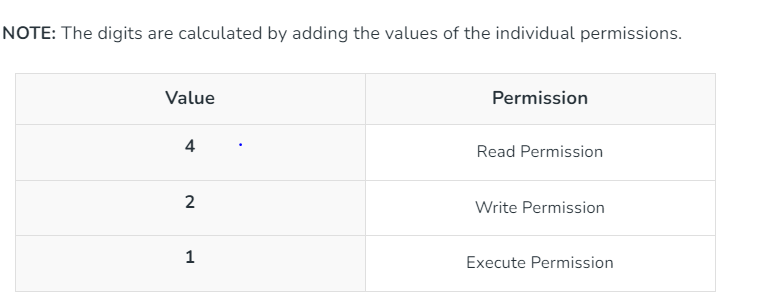 NOTE: The digits are calculated by adding the values of the individual permissions.
Value Permission
4 Read Permission
2 Write Permission
1 Execute Permission